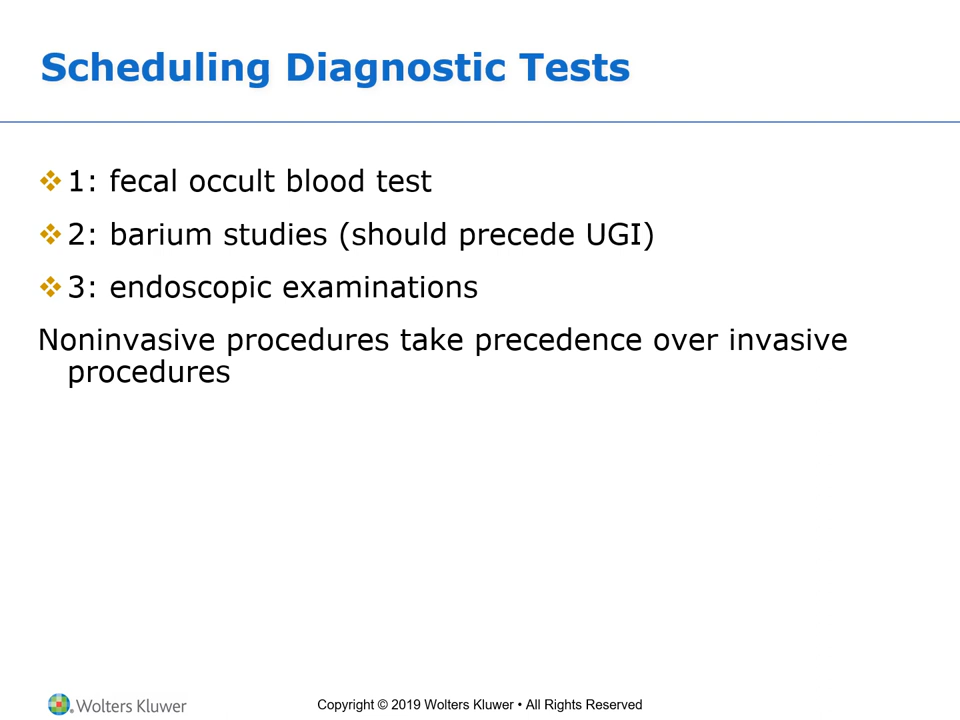 Scheduling Diagnostic Tests
❖1: fecal occult blood test
❖2: barium studies (should precede UGI)
❖3: endoscopic examinations
Noninvasive procedures take precedence over invasive
procedures
Wolters Kluwer
Copyright © 2019 Wolters Kluwer • All Rights Reserved